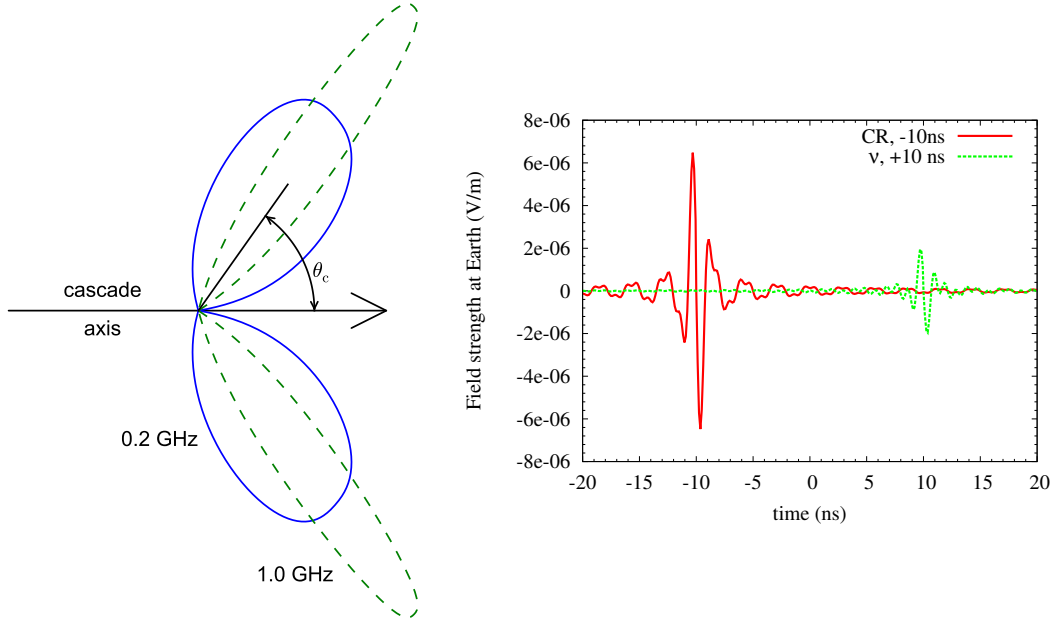 cascade
axis
θc
0.2 GHz
1.0 GHz
Field strength at Earth (V/m)
8e-06
6e-06
4e-06
2e-06
0
-2e-06
-4e-06
-6e-06
-8e-06
CR, -10ns
ν, +10 ns
-20 -15 -10 -5 0 5 10 15 20
time (ns)